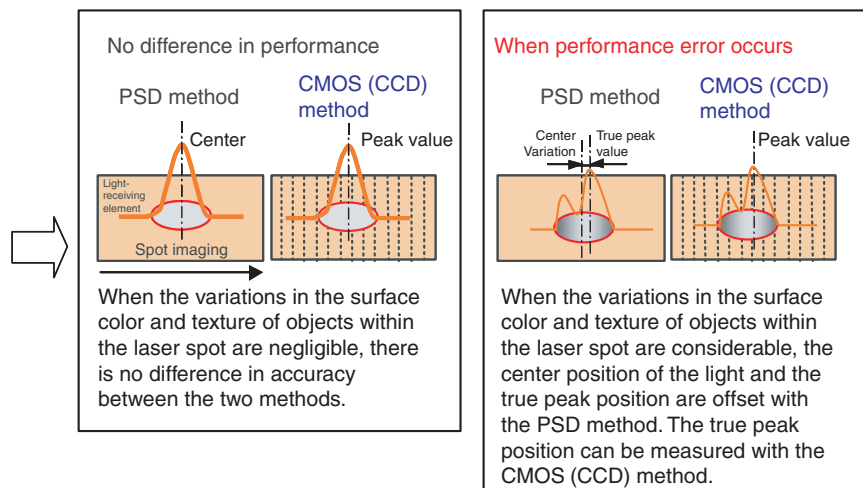 No difference in performance
PSD method
CMOS (CCD)
method
Center
Peak value
Light-
receiving
element
Spot imaging
When the variations in the surface
color and texture of objects within
the laser spot are negligible, there
is no difference in accuracy
between the two methods.
When performance error occurs
PSD method
CMOS (CCD)
method
Center
Variation
True peak
value
Peak value
When the variations in the surface
color and texture of objects within
the laser spot are considerable, the
center position of the light and the
true peak position are offset with
the PSD method. The true peak
position can be measured with the
CMOS (CCD) method.